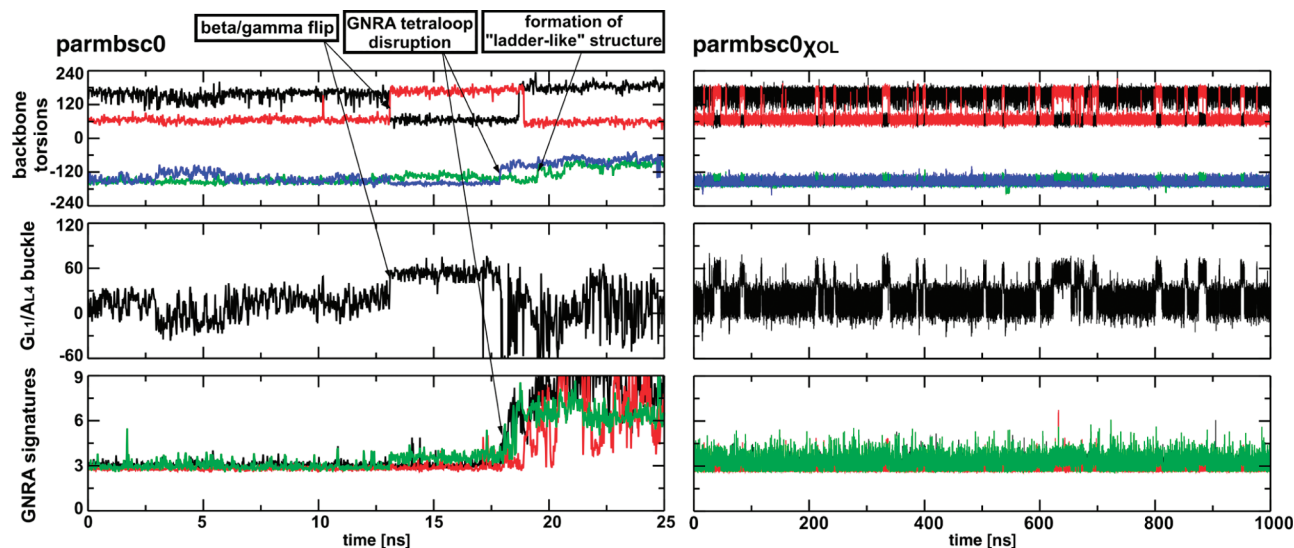 parmbsc0
beta/gamma flip
GNRA tetraloop
disruption
formation of
"ladder-like" structure
parmbsc0χOL
backbone
torsions
240
120
0
-120
-240
GL1/AL4 buckle
120
60
0
-60
GNRA signatures
9
6
3
0
0
5
10
15
20
25
time [ns]
0
200
400
600
800
1000
time [ns]